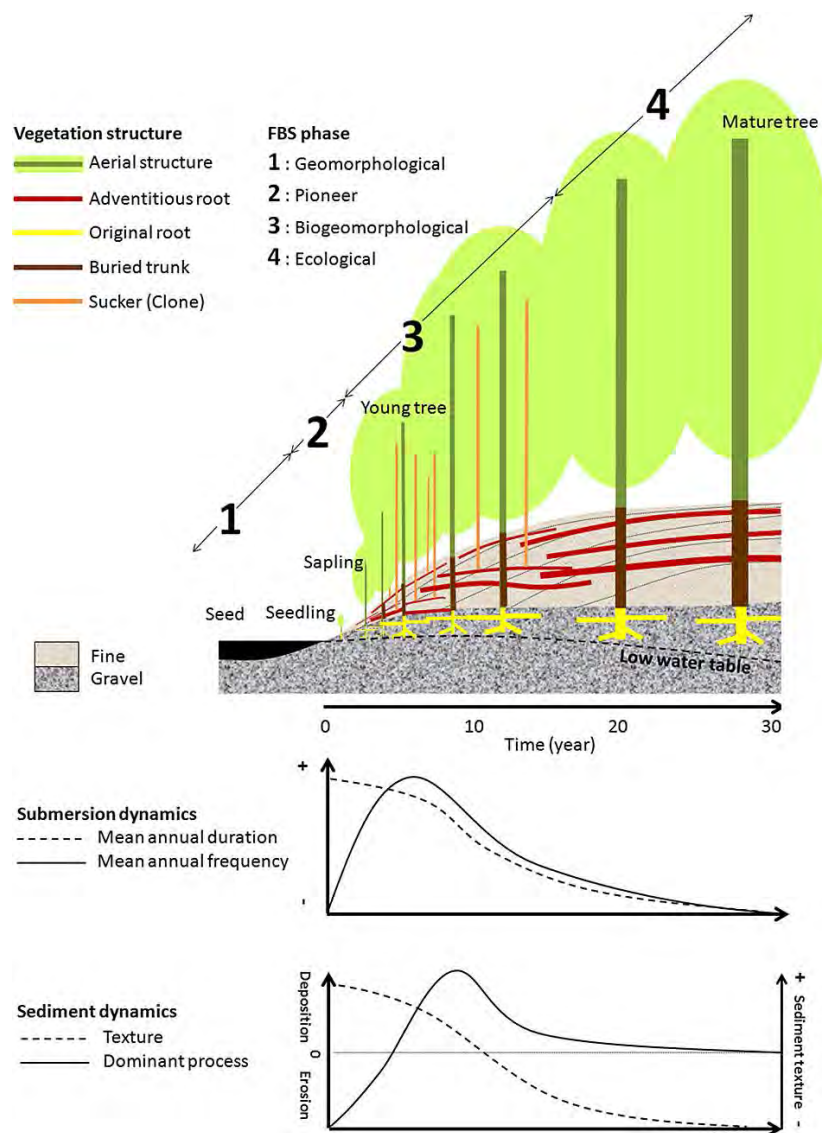 4
Mature tree
Vegetation structure
FBS phase
Aerial structure
1 : Geomorphological
Adventitious root
2 : Pioneer
Original root
3 : Biogeomorphological
Buried trunk
4 : Ecological
Sucker (Clone)
3
Young tree
2
1
Sapling
Seed
Seedling
Fine
Gravel
Low water table
0 10 20 30
Time (year)
+
Submersion dynamics
Mean annual duration
Mean annual frequency
-
Deposition
+
Sediment dynamics
Texture
Dominant process
0
Erosion
Sediment texture
-